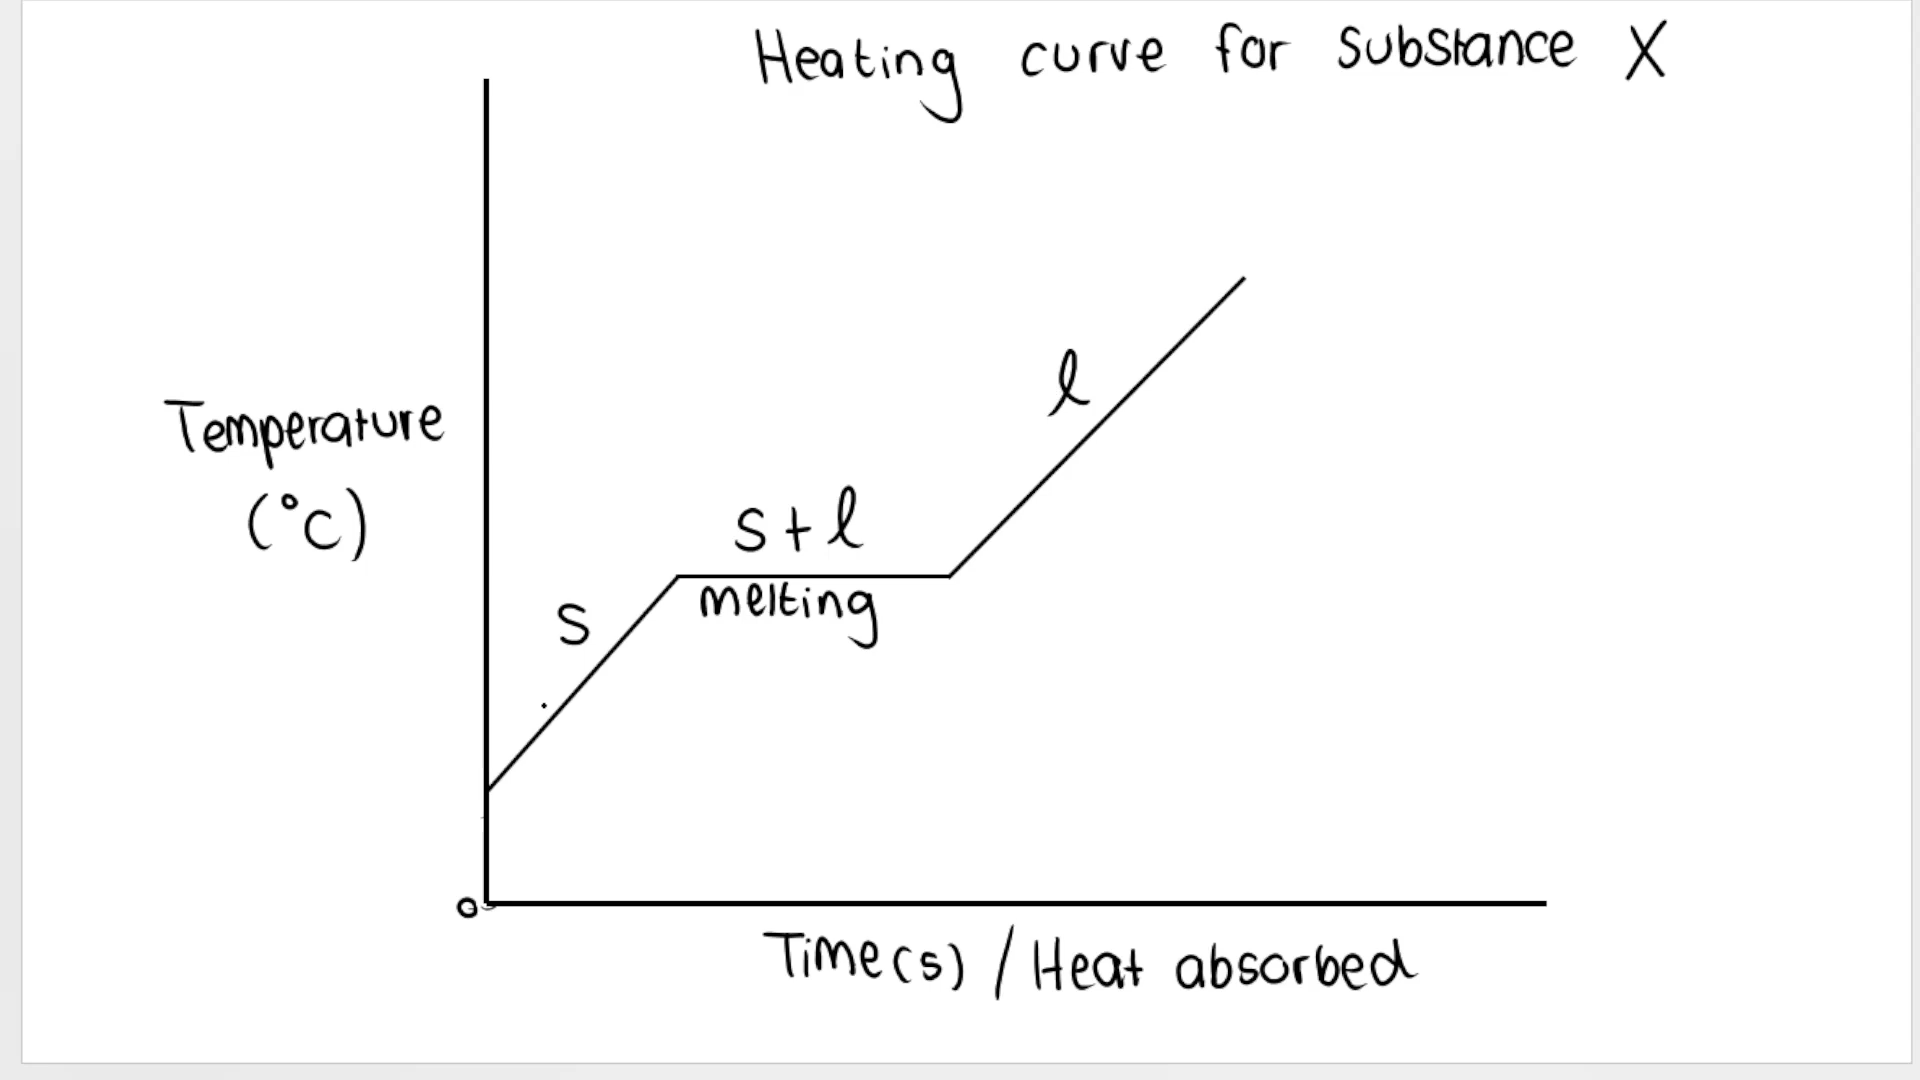 Heating curve for substance X
Temperature
(°C)
l
s+l
melting
s
0
Time(s) / Heat absorbed